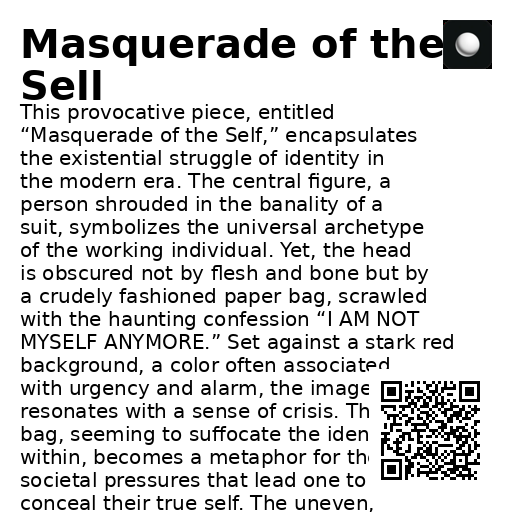 Masquerade of the
Sell
This provocative piece, entitled
“Masquerade of the Self,” encapsulates
the existential struggle of identity in
the modern era. The central figure, a
person shrouded in the banality of a
suit, symbolizes the universal archetype
of the working individual. Yet, the head
is obscured not by flesh and bone but by
a crudely fashioned paper bag, scrawled
with the haunting confession “I AM NOT
MYSELF ANYMORE.” Set against a stark red
background, a color often associated
with urgency and alarm, the image
resonates with a sense of crisis. Th
bag, seeming to suffocate the iden
within, becomes a metaphor for the
societal pressures that lead one to
conceal their true self. The uneven,